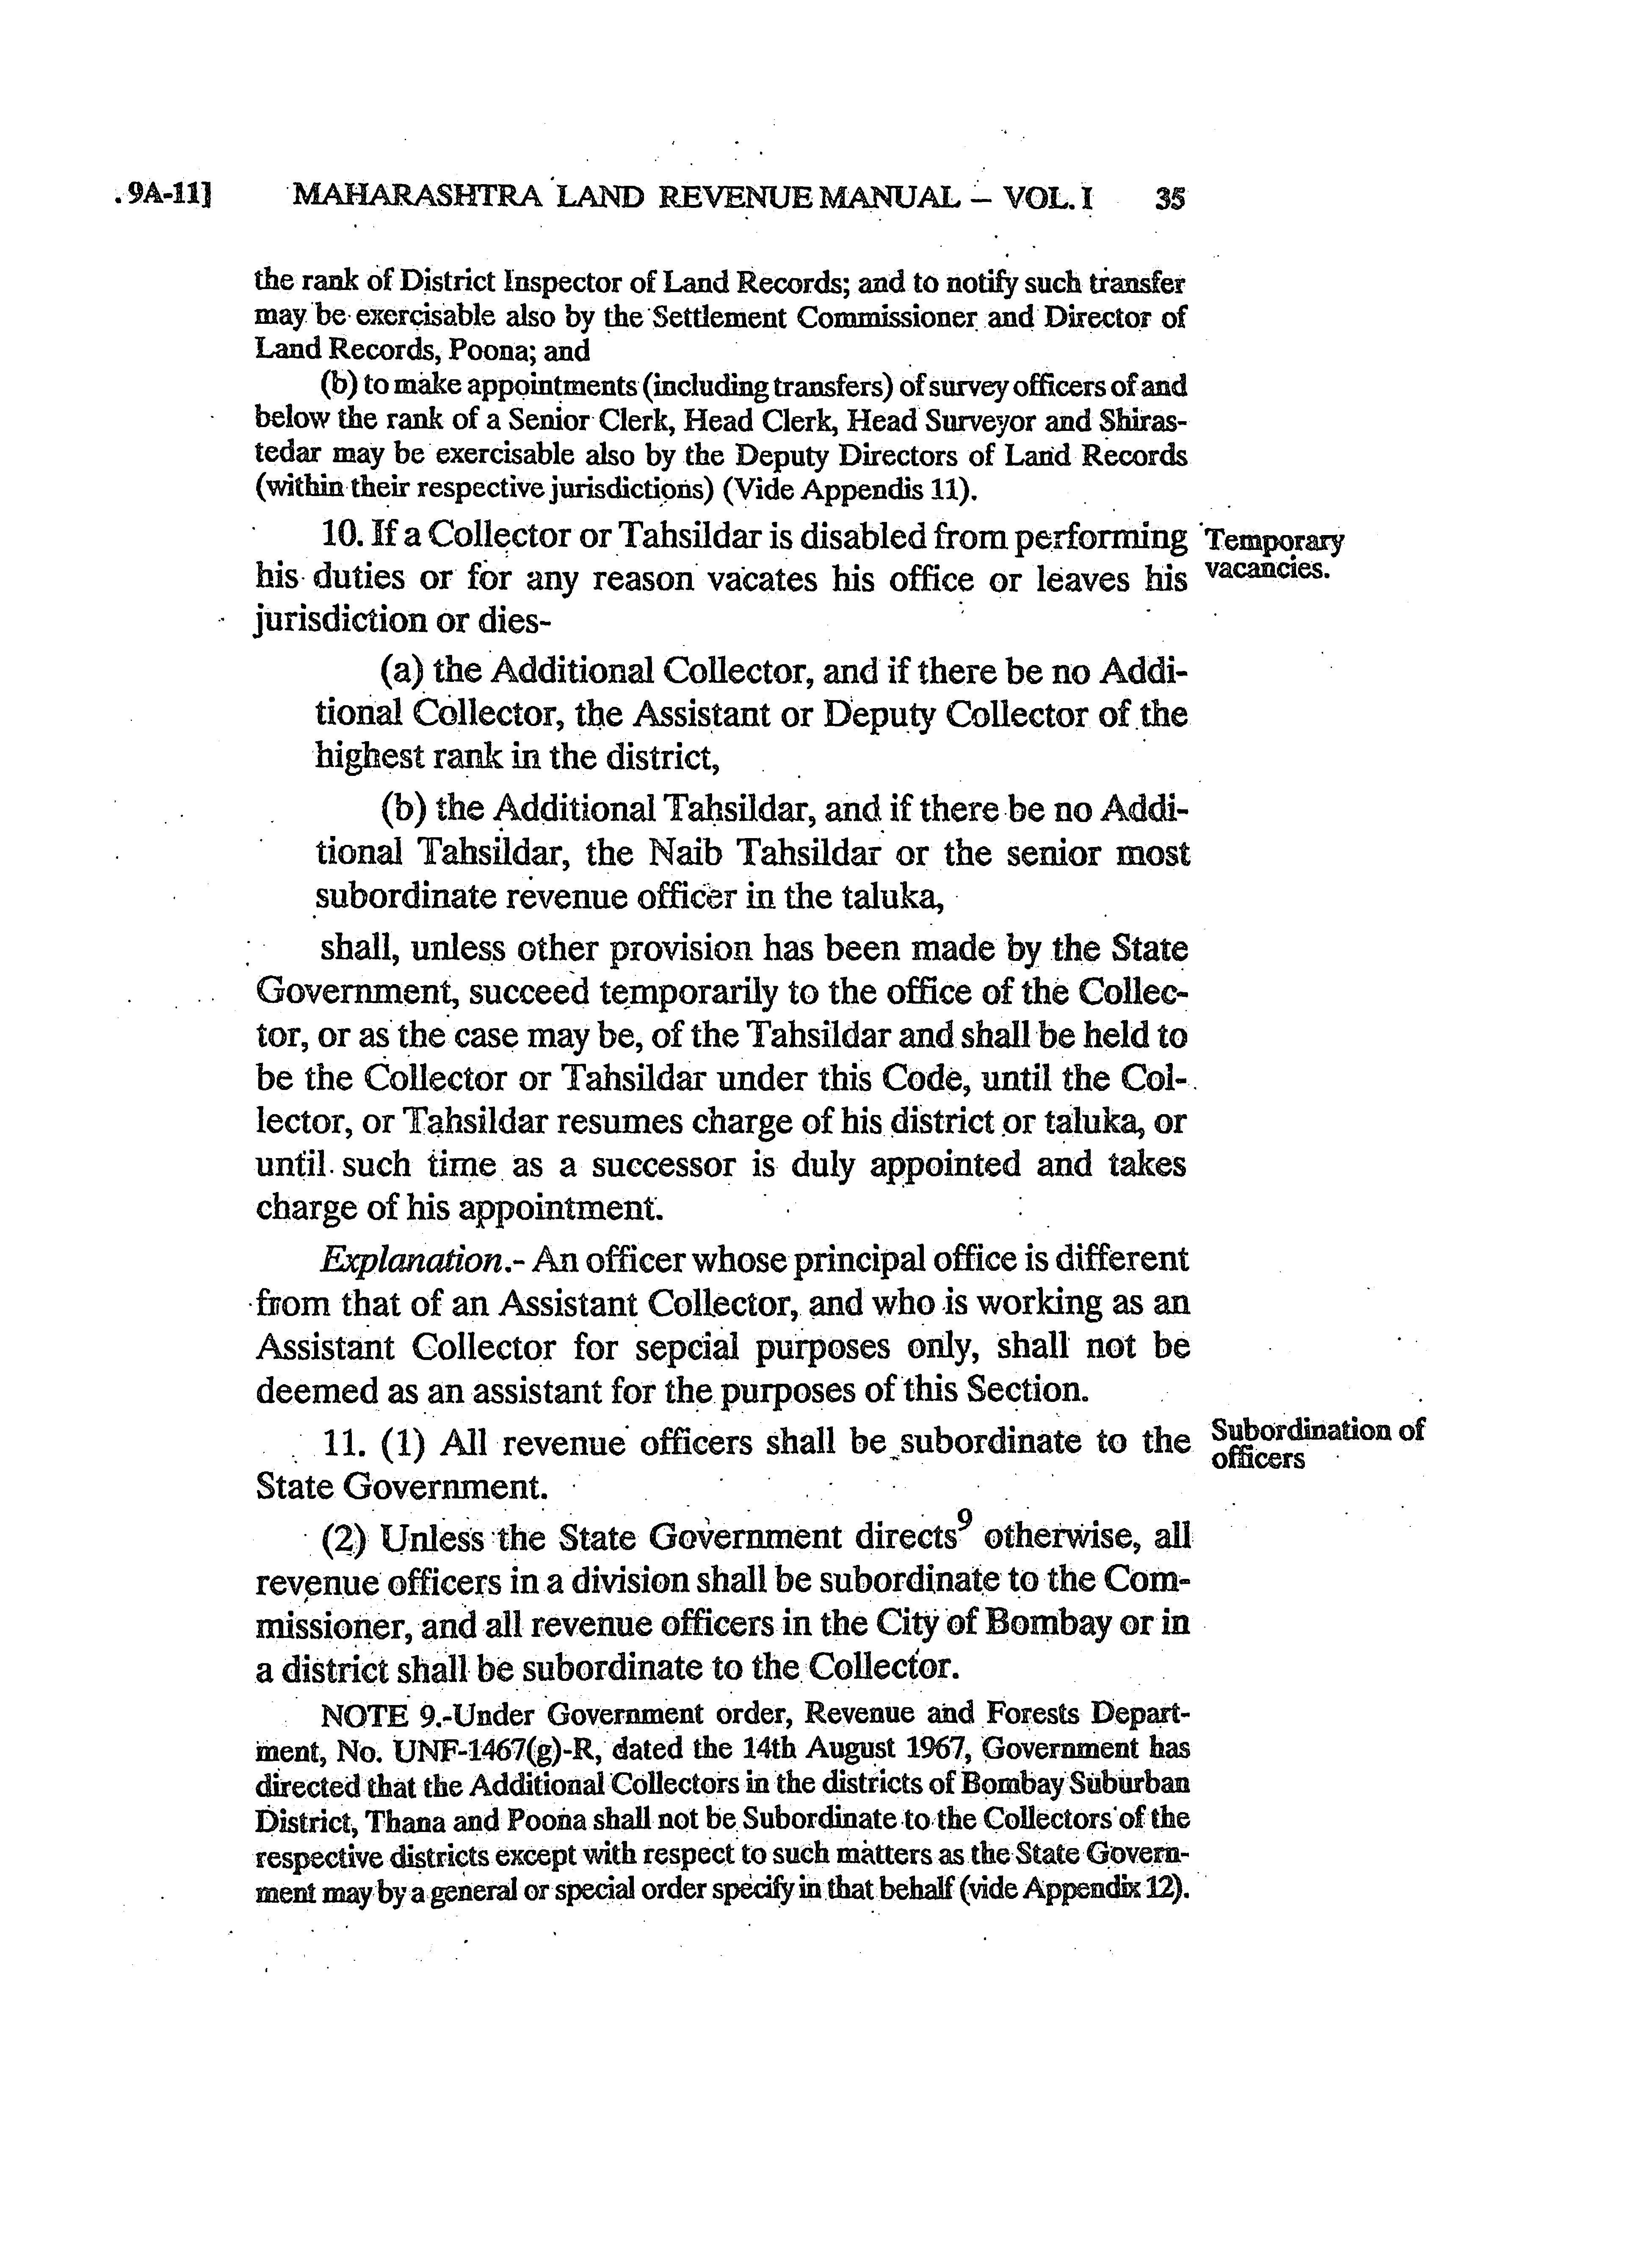 .9A-11] MAHARASHTRA LAND REVENUE MANUAL – VOL. I 35
the rank of District Inspector of Land Records; and to notify such transfer
may be exercisable also by the Settlement Commissioner and Director of
Land Records, Poona; and
(b) to make appointments (including transfers) of survey officers of and
below the rank of a Senior Clerk, Head Clerk, Head Surveyor and Shiras-
tedar may be exercisable also by the Deputy Directors of Land Records
(within their respective jurisdictions) (Vide Appendis 11).
10. If a Collector or Tahsildar is disabled from performing
his duties or for any reason vacates his office or leaves his
jurisdiction or dies-
Temporary
vacancies.
(a) the Additional Collector, and if there be no Addi-
tional Collector, the Assistant or Deputy Collector of the
highest rank in the district,
(b) the Additional Tahsildar, and if there be no Addi-
tional Tahsildar, the Naib Tahsildar or the senior most
subordinate revenue officer in the taluka,
shall, unless other provision has been made by the State
Government, succeed temporarily to the office of the Collec-
tor, or as the case may be, of the Tahsildar and shall be held to
be the Collector or Tahsildar under this Code, until the Col-
lector, or Tahsildar resumes charge of his district or taluka, or
until such time as a successor is duly appointed and takes
charge of his appointment.
Explanation.- An officer whose principal office is different
from that of an Assistant Collector, and who is working as an
Assistant Collector for sepcial purposes only, shall not be
deemed as an assistant for the purposes of this Section.
11. (1) All revenue officers shall be subordinate to the
State Government.
Subordination of
officers
(2) Unless the State Government directs9 otherwise, all
revenue officers in a division shall be subordinate to the Com-
missioner, and all revenue officers in the City of Bombay or in
a district shall be subordinate to the Collector.
NOTE 9.-Under Government order, Revenue and Forests Depart-
ment, No. UNF-1467(g)-R, dated the 14th August 1967, Government has
directed that the Additional Collectors in the districts of Bombay Suburban
District, Thana and Poona shall not be Subordinate to the Collectors of the
respective districts except with respect to such matters as the State Govern-
ment may by a general or special order specify in that behalf (vide Appendix 12).